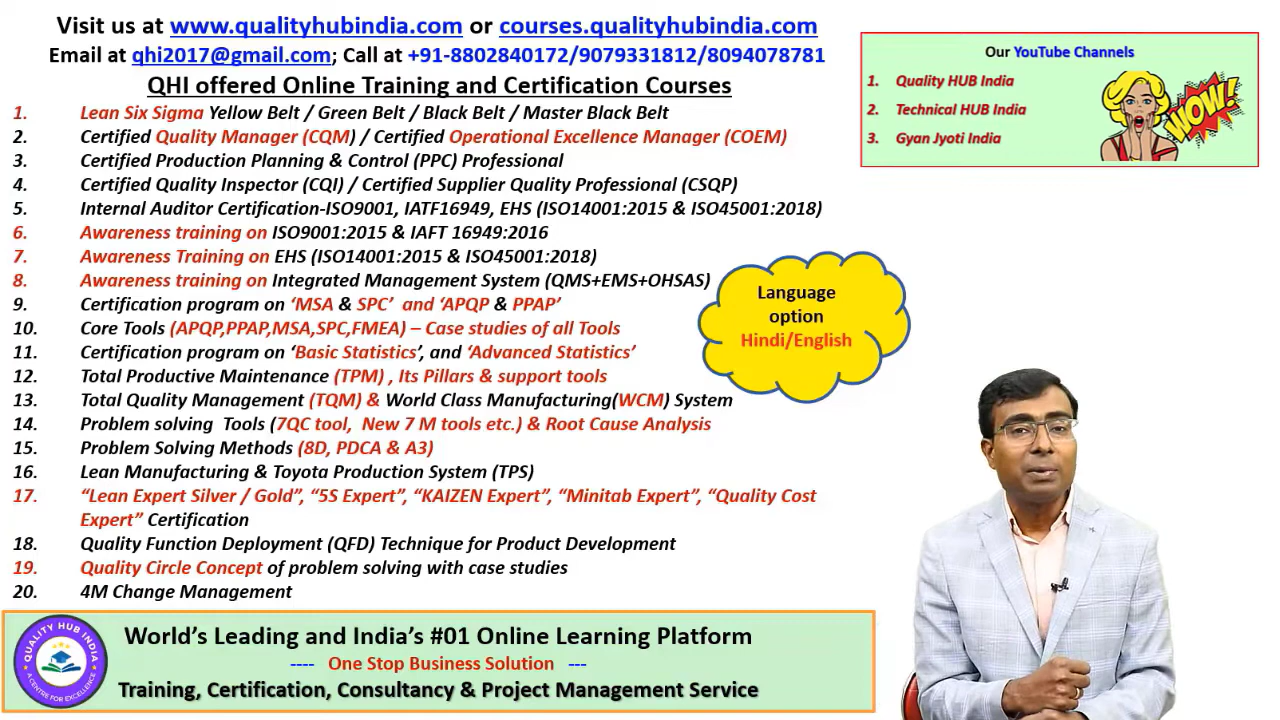 Visit us at www.qualityhubindia.com or courses.qualityhubindia.com
Email at qhi2017@gmail.com; Call at +91-8802840172/9079331812/8094078781
QHI offered Online Training and Certification Courses
1. Lean Six Sigma Yellow Belt / Green Belt / Black Belt / Master Black Belt
2. Certified Quality Manager (CQM) / Certified Operational Excellence Manager (COEM)
3. Certified Production Planning & Control (PPC) Professional
4. Certified Quality Inspector (CQI) / Certified Supplier Quality Professional (CSQP)
5. Internal Auditor Certification-ISO9001, IATF16949, EHS (ISO14001:2015 & ISO45001:2018)
6. Awareness training on ISO9001:2015 & IAFT 16949:2016
7. Awareness Training on EHS (ISO14001:2015 & ISO45001:2018)
8. Awareness training on Integrated Management System (QMS+EMS+OHSAS)
9. Certification program on ‘MSA & SPC’ and ‘APQP & PPAP’
10. Core Tools (APQP,PPAP,MSA,SPC,FMEA) – Case studies of all Tools
11. Certification program on ‘Basic Statistics’, and ‘Advanced Statistics’
12. Total Productive Maintenance (TPM) , Its Pillars & support tools
13. Total Quality Management (TQM) & World Class Manufacturing(WCM) System
14. Problem solving Tools (7QC tool, New 7 M tools etc.) & Root Cause Analysis
15. Problem Solving Methods (8D, PDCA & A3)
16. Lean Manufacturing & Toyota Production System (TPS)
17. “Lean Expert Silver / Gold”, “5S Expert”, “KAIZEN Expert”, “Minitab Expert”, “Quality Cost
Expert” Certification
18. Quality Function Deployment (QFD) Technique for Product Development
19. Quality Circle Concept of problem solving with case studies
20. 4M Change Management
Our YouTube Channels
1. Quality HUB India
2. Technical HUB India
3. Gyan Jyoti India
WOW!
Language
option
Hindi/English
QUALITY HUB INDIA
A CENTRE FOR EXCELLENCE
World’s Leading and India’s #01 Online Learning Platform
---- One Stop Business Solution ---
Training, Certification, Consultancy & Project Management Service